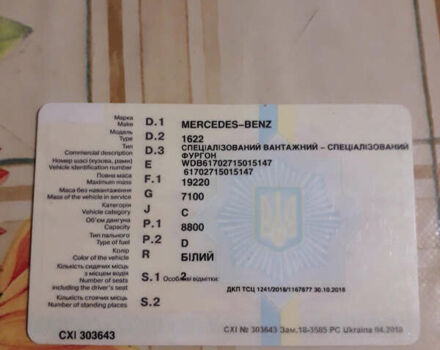 Марка D.1 MERCEDES-BENZ
Make
Модель D.2 1622
Type
Тип D.3 СПЕЦІАЛІЗОВАНИЙ ВАНТАЖНИЙ – СПЕЦІАЛІЗОВАНИЙ
Commercial description ФУРГОН
Номер шасі (кузова, рами) E WDB61702715015147
Vehicle identification number 61702715015147
Повна маса F.1 19220
Maximum mass
Маса без навантаження G 7100
Mass of the vehicle in service
Категорія J C
Vehicle category
Об'єм двигуна P.1 8800
Capacity
Тип пального P.2 D
Type of fuel
Колір R БІЛИЙ
Color of the vehicle
Кількість сидячих місць S.1 Особливі відмітки: 2
з місцем водія
Number of seats
including the driver's seat ДКП ТСЦ 1241/2018/1167877 30.10.2018
Кількість стоячих місць S.2
Number of standing places
CXI 303643 CXI № 303643 Зам.18-3585 PC Ukraina 04.2018